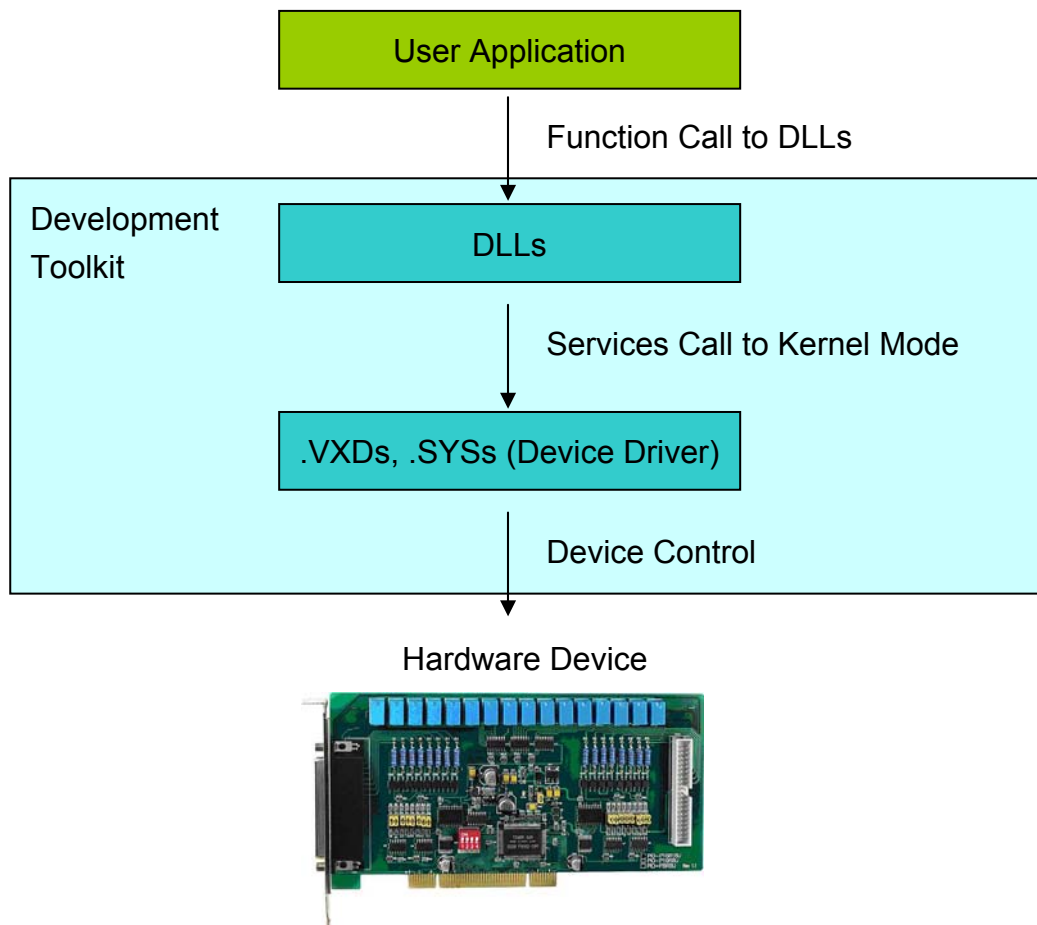 User Application
Function Call to DLLs
Development
Toolkit
DLLs
Services Call to Kernel Mode
.VXDs, .SYSs (Device Driver)
Device Control
Hardware Device